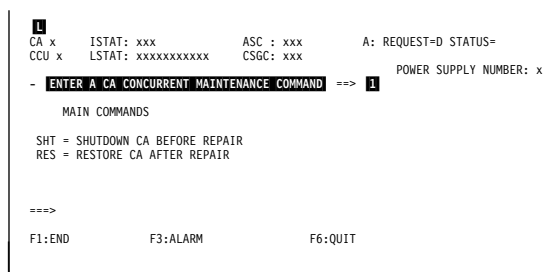 L
CA x ISTAT: xxx ASC : xxx A: REQUEST=D STATUS=
CCU x LSTAT: xxxxxxxxxxx CSGC: xxx
POWER SUPPLY NUMBER: x
- ENTER A CA CONCURRENT MAINTENANCE COMMAND ==> 1
MAIN COMMANDS
SHT = SHUTDOWN CA BEFORE REPAIR
RES = RESTORE CA AFTER REPAIR
===>
F1:END F3:ALARM F6:QUIT